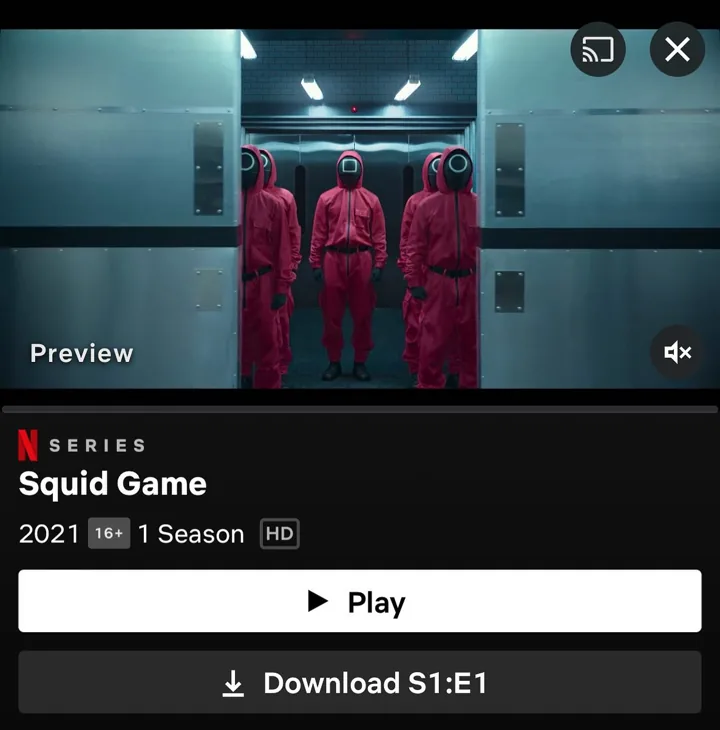 Preview
N SERIES
Squid Game
2021 16+ 1 Season HD
Play
Download S1:E1